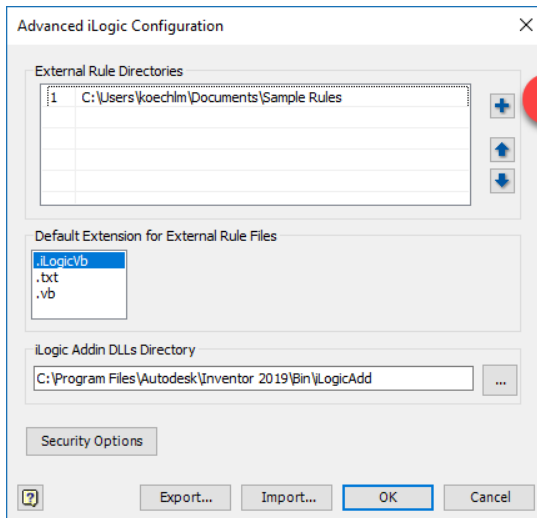 Advanced iLogic Configuration
External Rule Directories
1 C:\Users\koechlm\Documents\Sample Rules
Default Extension for External Rule Files
.iLogicVb
.txt
.vb
iLogic Addin DLLs Directory
C:\Program Files\Autodesk\Inventor 2019\Bin\iLogicAdd
...
Security Options
?
Export...
Import...
OK
Cancel